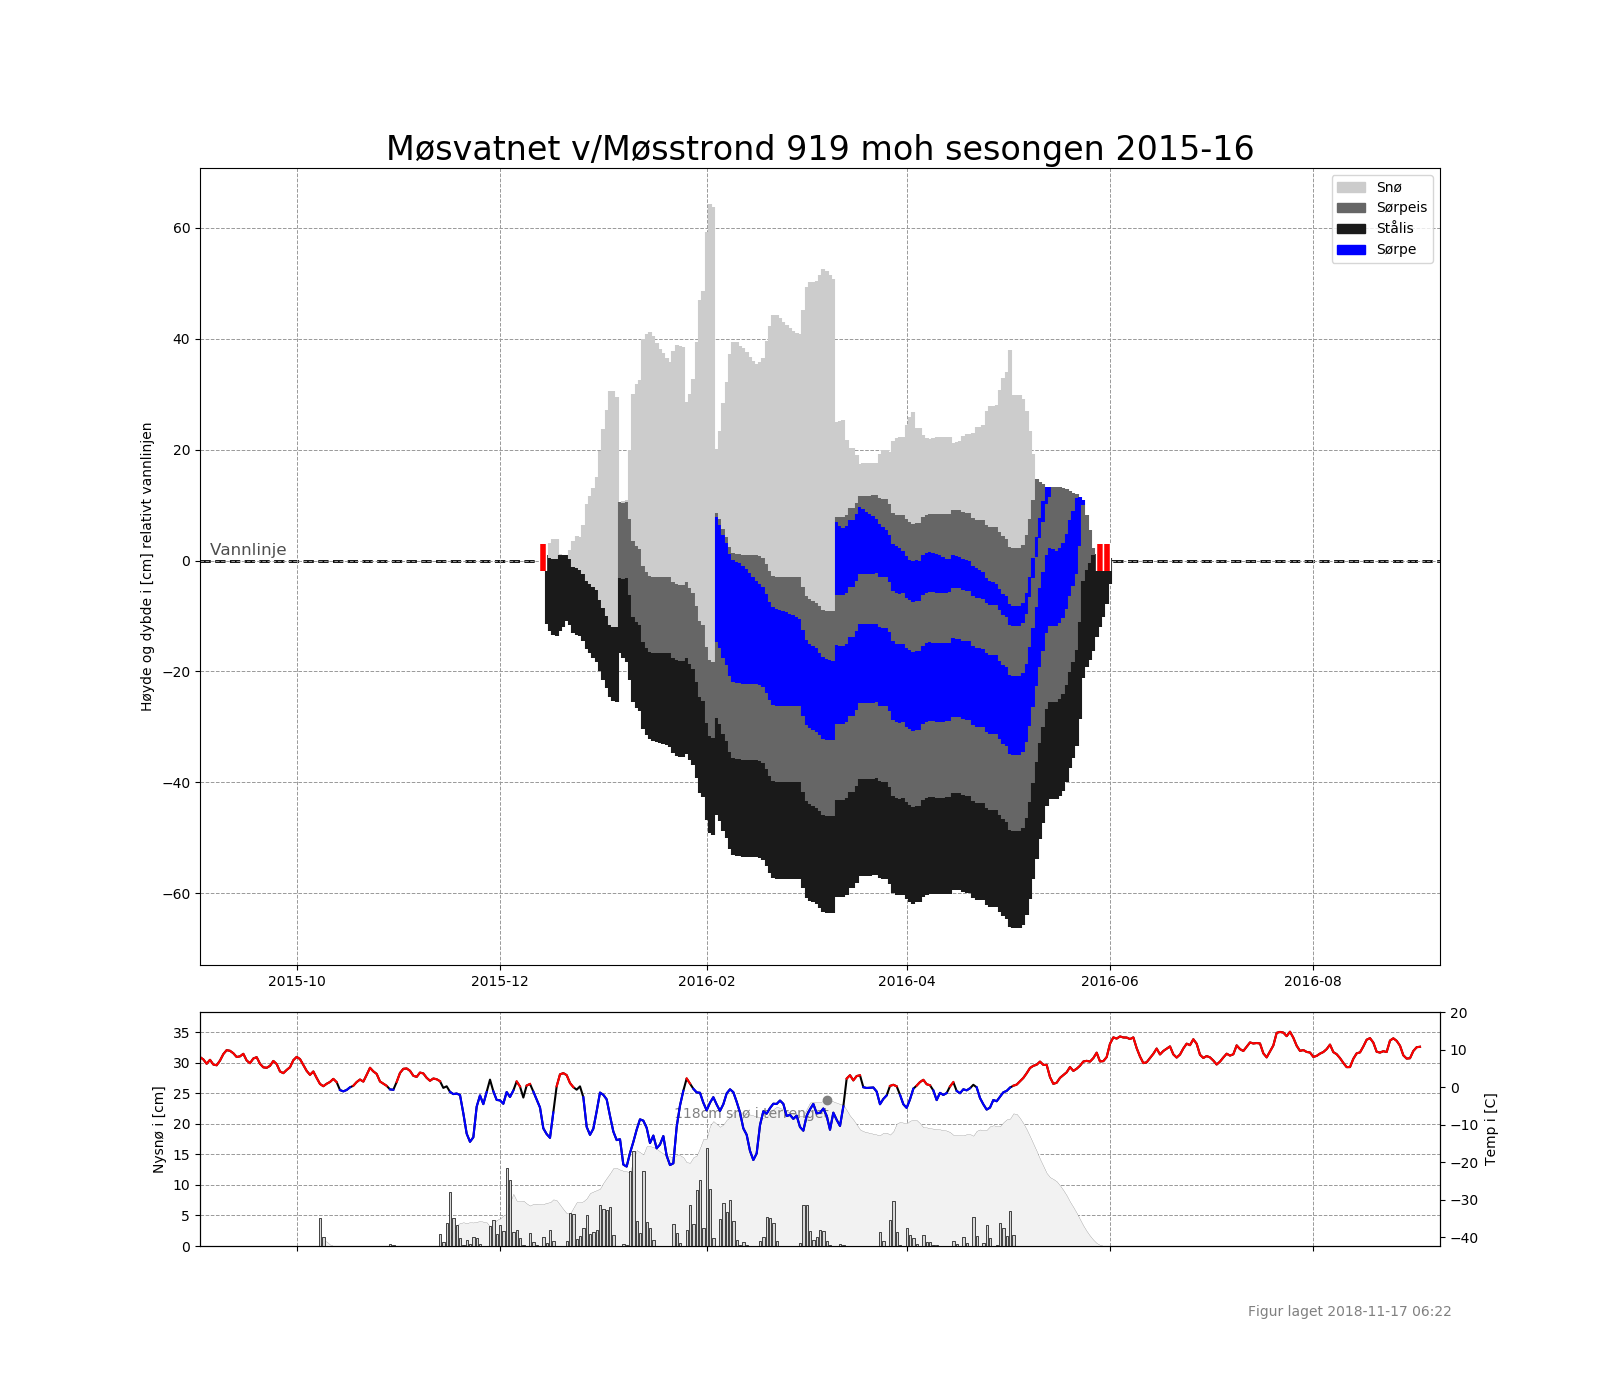 Møsvatnet v/Møsstrond 919 moh sesongen 2015-16
Snø
Sørpeis
Stålis
Sørpe
Høyde og dybde i [cm] relativt vannlinjen
60
40
20
0
−20
−40
−60
Vannlinje
2015-10 2015-12 2016-02 2016-04 2016-06 2016-08
Nysnø i [cm]
35
30
25
20
15
10
5
0
118cm snø i terrenget
20
10
0
−10
−20
−30
−40
Temp i [C]
Figur laget 2018-11-17 06:22